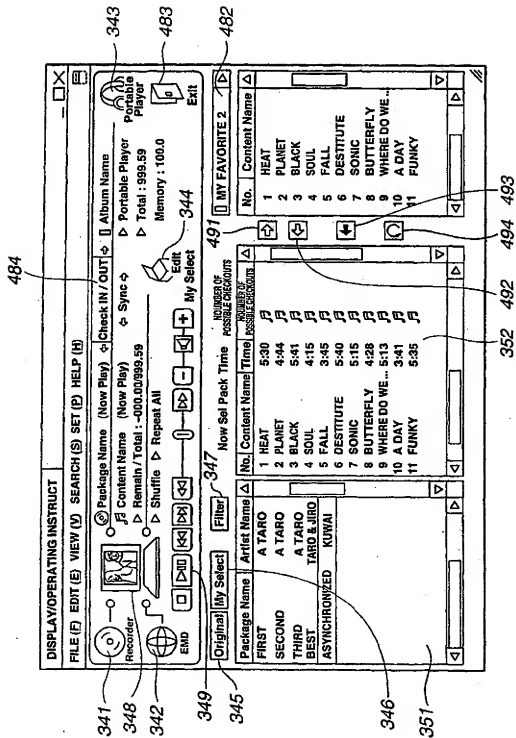 DISPLAY/OPERATING INSTRUCT
FILE (F) EDIT (E) VIEW (V) SEARCH (S) SET (P) HELP (H)
Package Name (Now Play)
Check IN / OUT
Album Name
Content Name (Now Play)
Sync
Portable Player
Remain / Total : -000.00/999.59
Total : 999.59
Shuffle
Repeat All
Memory : 100.0
Recorder
EMD
Portable
Player
Edit
My Select
Exit
Original
My Select
Filter
Now Sel Pack Time
NOUMBER OF
POSSIBLE CHECKOUTS
MY FAVORITE 2
Package Name Artist Name
FIRST A TARO
SECOND A TARO
THIRD A TARO
BEST TARO & JIRO
ASYNCHRONIZED KUWAI
No. Content Name Time NOUMBER OF POSSIBLE CHECKOUTS
1 HEAT 5:30
2 PLANET 4:44
3 BLACK 5:41
4 SOUL 4:15
5 FALL 3:45
6 DESTITUTE 5:40
7 SONIC 5:15
8 BUTTERFLY 4:28
9 WHERE DO WE... 5:13
10 A DAY 3:41
11 FUNKY 5:35
No. Content Name
1 HEAT
2 PLANET
3 BLACK
4 SOUL
5 FALL
6 DESTITUTE
7 SONIC
8 BUTTERFLY
9 WHERE DO WE...
10 A DAY
11 FUNKY
341
348
342
349
345
346
351
347
484
344
343
483
482
491
492
493
494
352